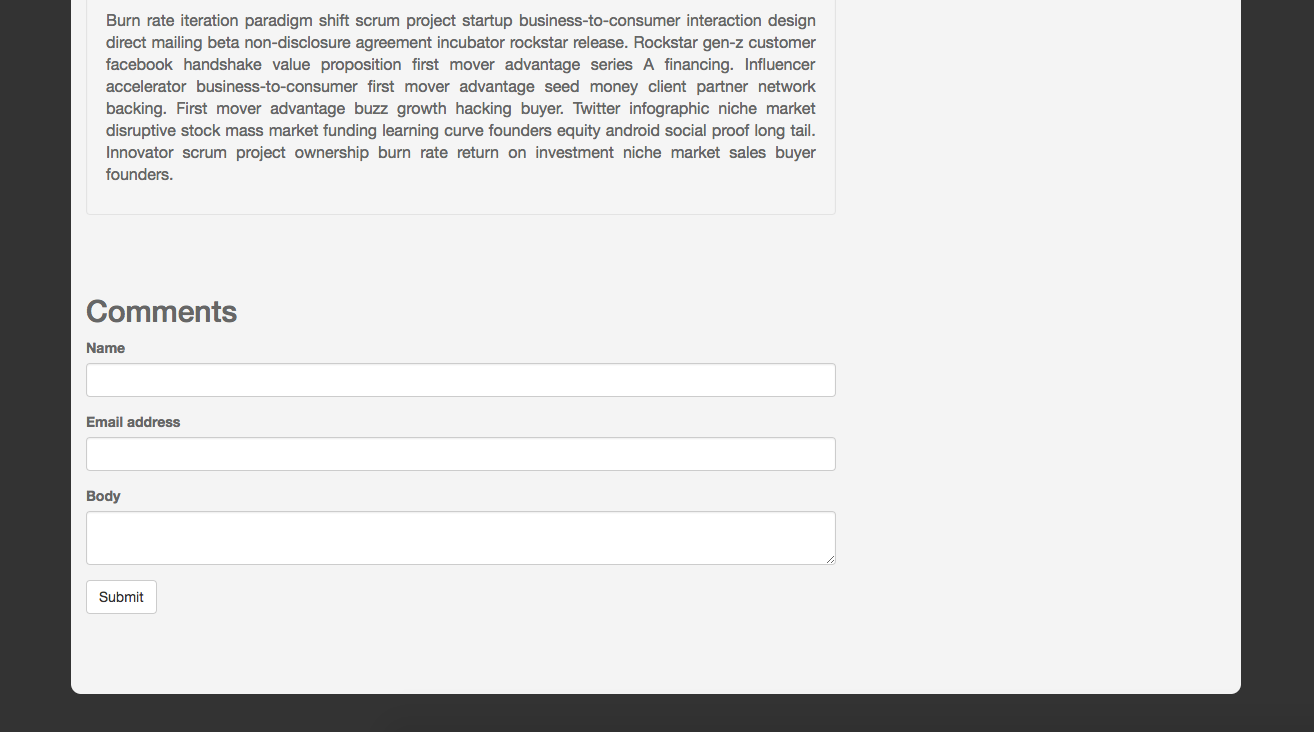 Burn rate iteration paradigm shift scrum project startup business-to-consumer interaction design
direct mailing beta non-disclosure agreement incubator rockstar release. Rockstar gen-z customer
facebook handshake value proposition first mover advantage series A financing. Influencer
accelerator business-to-consumer first mover advantage seed money client partner network
backing. First mover advantage buzz growth hacking buyer. Twitter infographic niche market
disruptive stock mass market funding learning curve founders equity android social proof long tail.
Innovator scrum project ownership burn rate return on investment niche market sales buyer
founders.
Comments
Name
Email address
Body
Submit